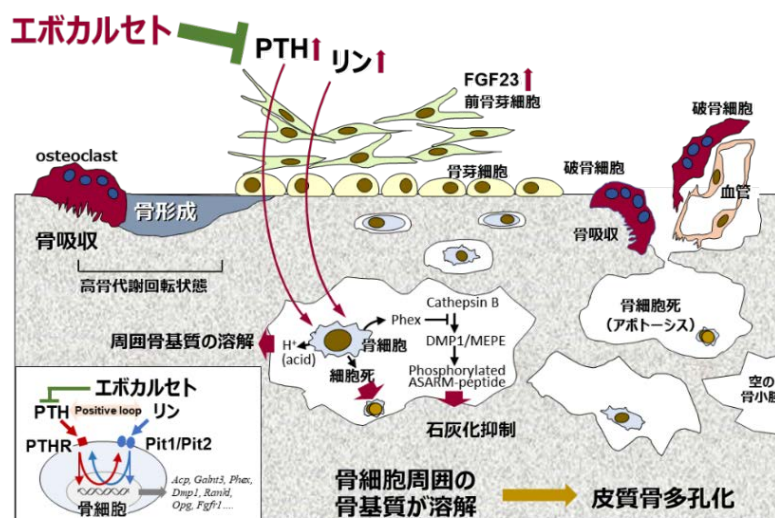 エボカルセト
PTH
リン
FGF23
前骨芽細胞
破骨細胞
osteoclast
骨芽細胞
破骨細胞
血管
骨形成
骨吸収
骨吸収
高骨代謝回転状態
骨細胞死
(アポトーシス)
Cathepsin B
Phex
周囲骨基質の溶解
H+
(acid)
骨細胞
DMP1/MEPE
細胞死
Phosphorylated
ASARM-peptide
石灰化抑制
空の
骨小腔
エボカルセト
PTH
Positive loop
リン
PTHR
Pit1/Pit2
骨細胞
Acp, Galnt3, Phex,
Dmp1, Rankl,
Opg, Fgfr1....
骨細胞周囲の
骨基質が溶解
皮質骨多孔化